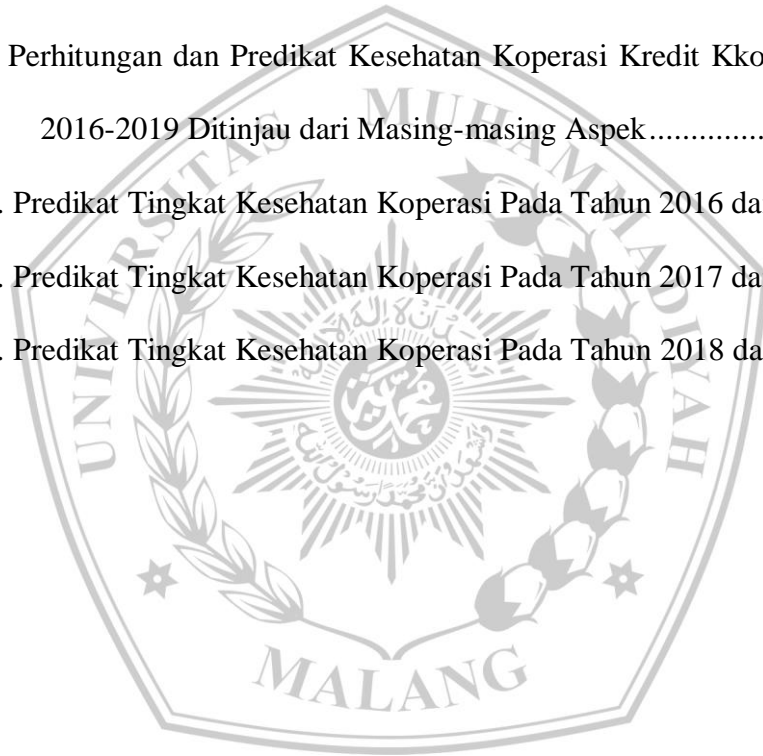 Perhitungan dan Predikat Kesehatan Koperasi Kredit Kko
2016-2019 Ditinjau dari Masing-masing Aspek..............
. Predikat Tingkat Kesehatan Koperasi Pada Tahun 2016 da
. Predikat Tingkat Kesehatan Koperasi Pada Tahun 2017 da
. Predikat Tingkat Kesehatan Koperasi Pada Tahun 2018 da
UNIVERSITAS MUHAMMADIYAH
MALANG